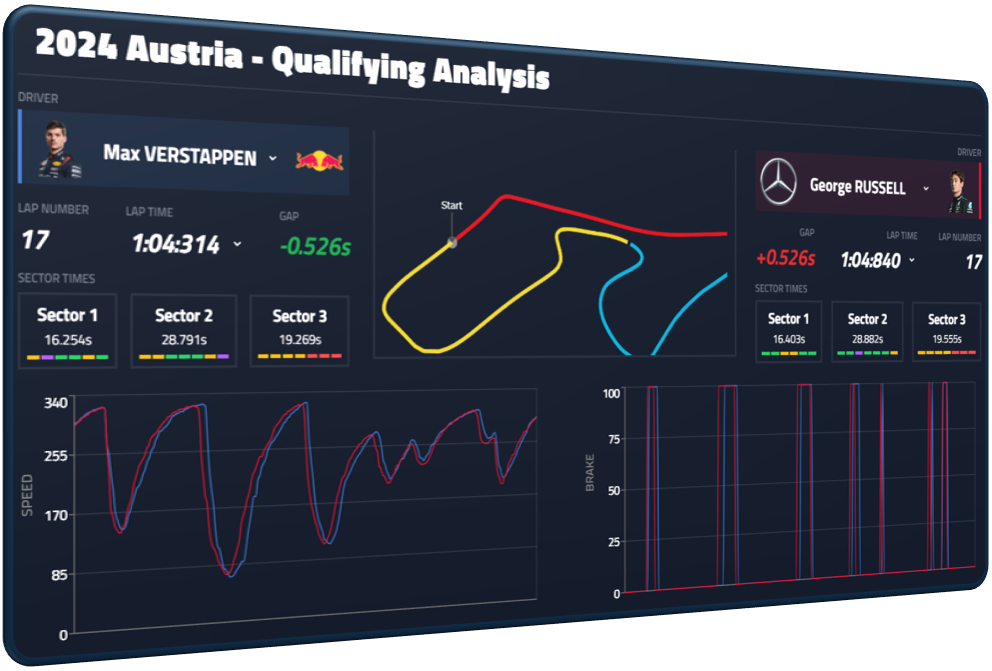 2024 Austria - Qualifying Analysis
DRIVER
Max VERSTAPPEN
LAP NUMBER
17
LAP TIME
1:04:314
GAP
-0.526s
SECTOR TIMES
Sector 1
16.254s
Sector 2
28.791s
Sector 3
19.269s
Start
DRIVER
George RUSSELL
GAP
+0.526s
LAP TIME
1:04:840
LAP NUMBER
17
SECTOR TIMES
Sector 1
16.403s
Sector 2
28.882s
Sector 3
19.555s
SPEED
340
255
170
85
0
BRAKE
100
75
50
25
0